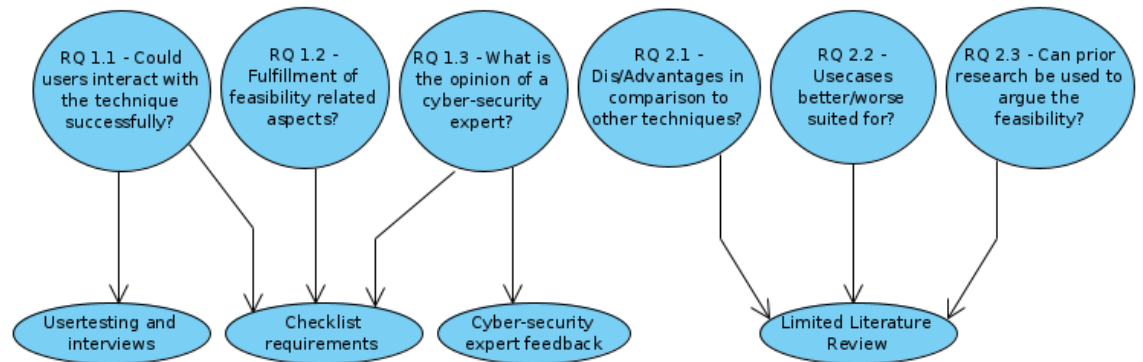 RQ 1.1 - Could
users interact with
the technique
successfully?
RQ 1.2 -
Fulfillment of
feasibility related
aspects?
RQ 1.3 - What is
the opinion of a
cyber-security
expert?
RQ 2.1 -
Dis/Advantages in
comparison to
other techniques?
RQ 2.2 -
Usecases
better/worse
suited for?
RQ 2.3 - Can prior
research be used to
argue the
feasibility?
Usertesting and
interviews
Checklist
requirements
Cyber-security
expert feedback
Limited Literature
Review